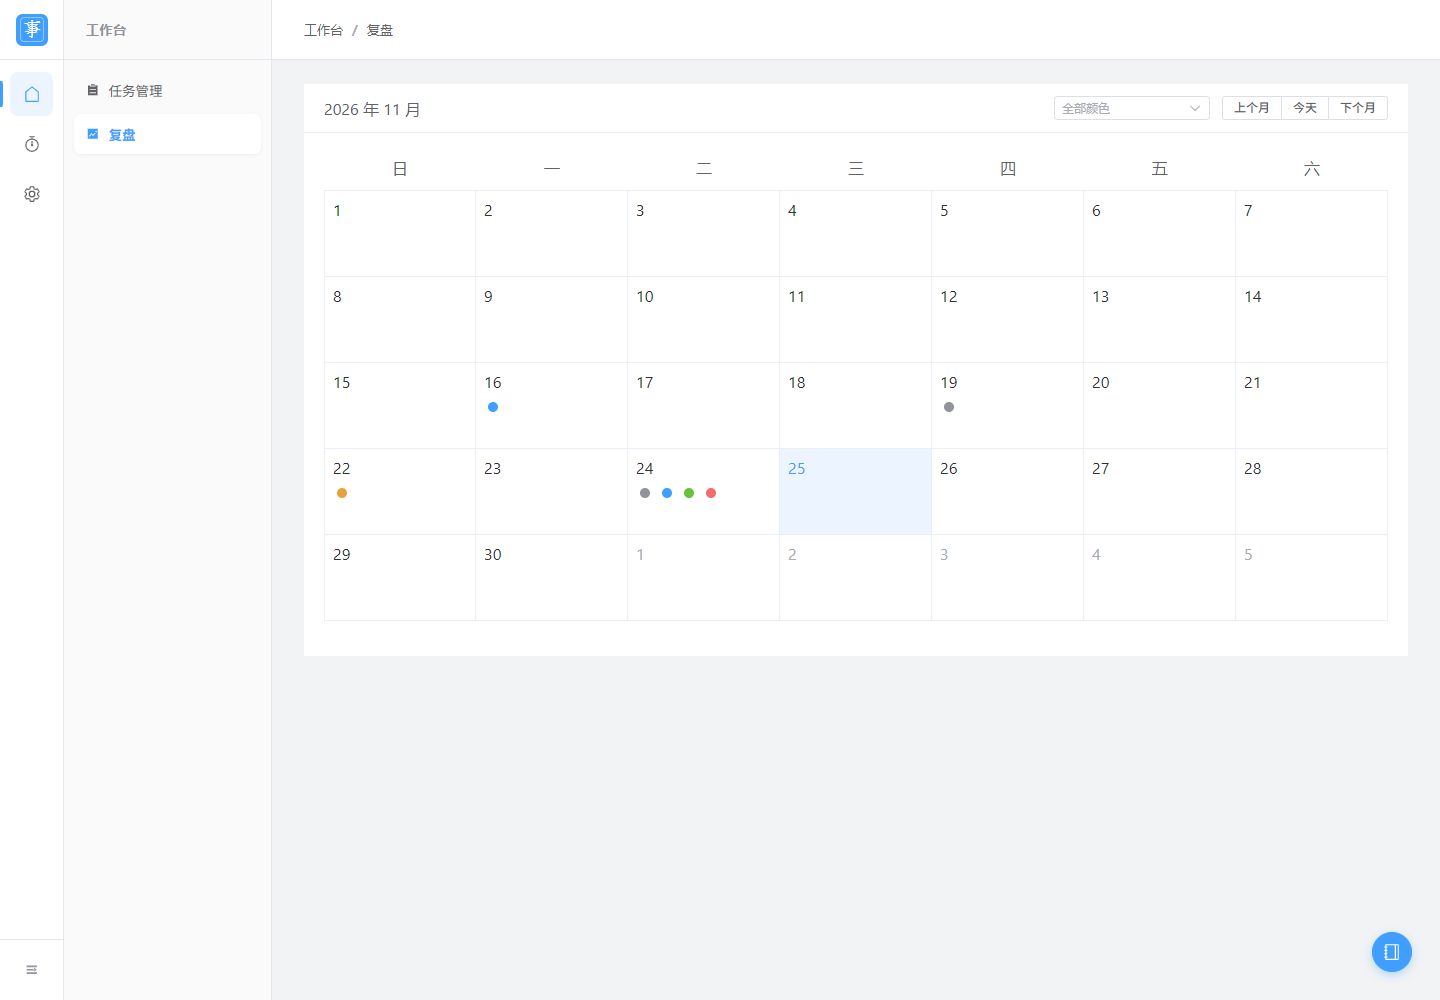 事
工作台
工作台 / 复盘
任务管理
复盘
2026 年 11 月
全部颜色
上个月 今天 下个月
日 一 二 三 四 五 六
1 2 3 4 5 6 7
8 9 10 11 12 13 14
15 16 17 18 19 20 21
22 23 24 25 26 27 28
29 30 1 2 3 4 5